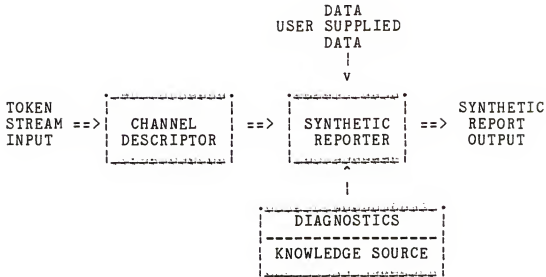 DATA
USER SUPPLIED
DATA
TOKEN
STREAM ==>
INPUT
CHANNEL
DESCRIPTOR
==>
SYNTHETIC
REPORTER
==>
SYNTHETIC
REPORT
OUTPUT
DIAGNOSTICS
KNOWLEDGE SOURCE